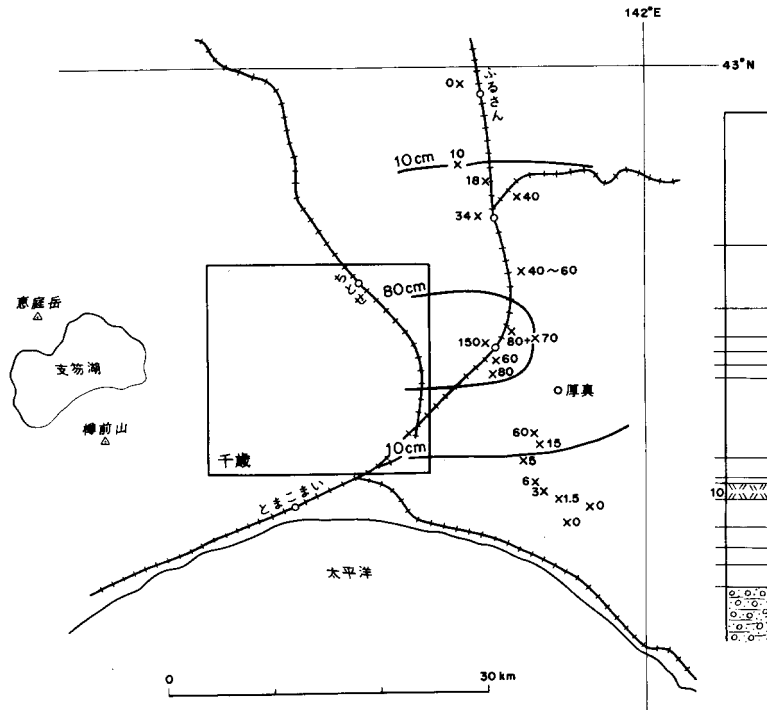 142°E
43°N
0×
ふるさん
10cm
10
×
18×
×40
34×
×40〜60
ちとせ
80cm
恵庭岳
支笏湖
150×
×
80+×70
×60
×80
厚真
樽前山
千歳
10cm
60×
×15
×5
6×
3×
×1.5
×0
×0
10
とまこまい
太平洋
0
30km